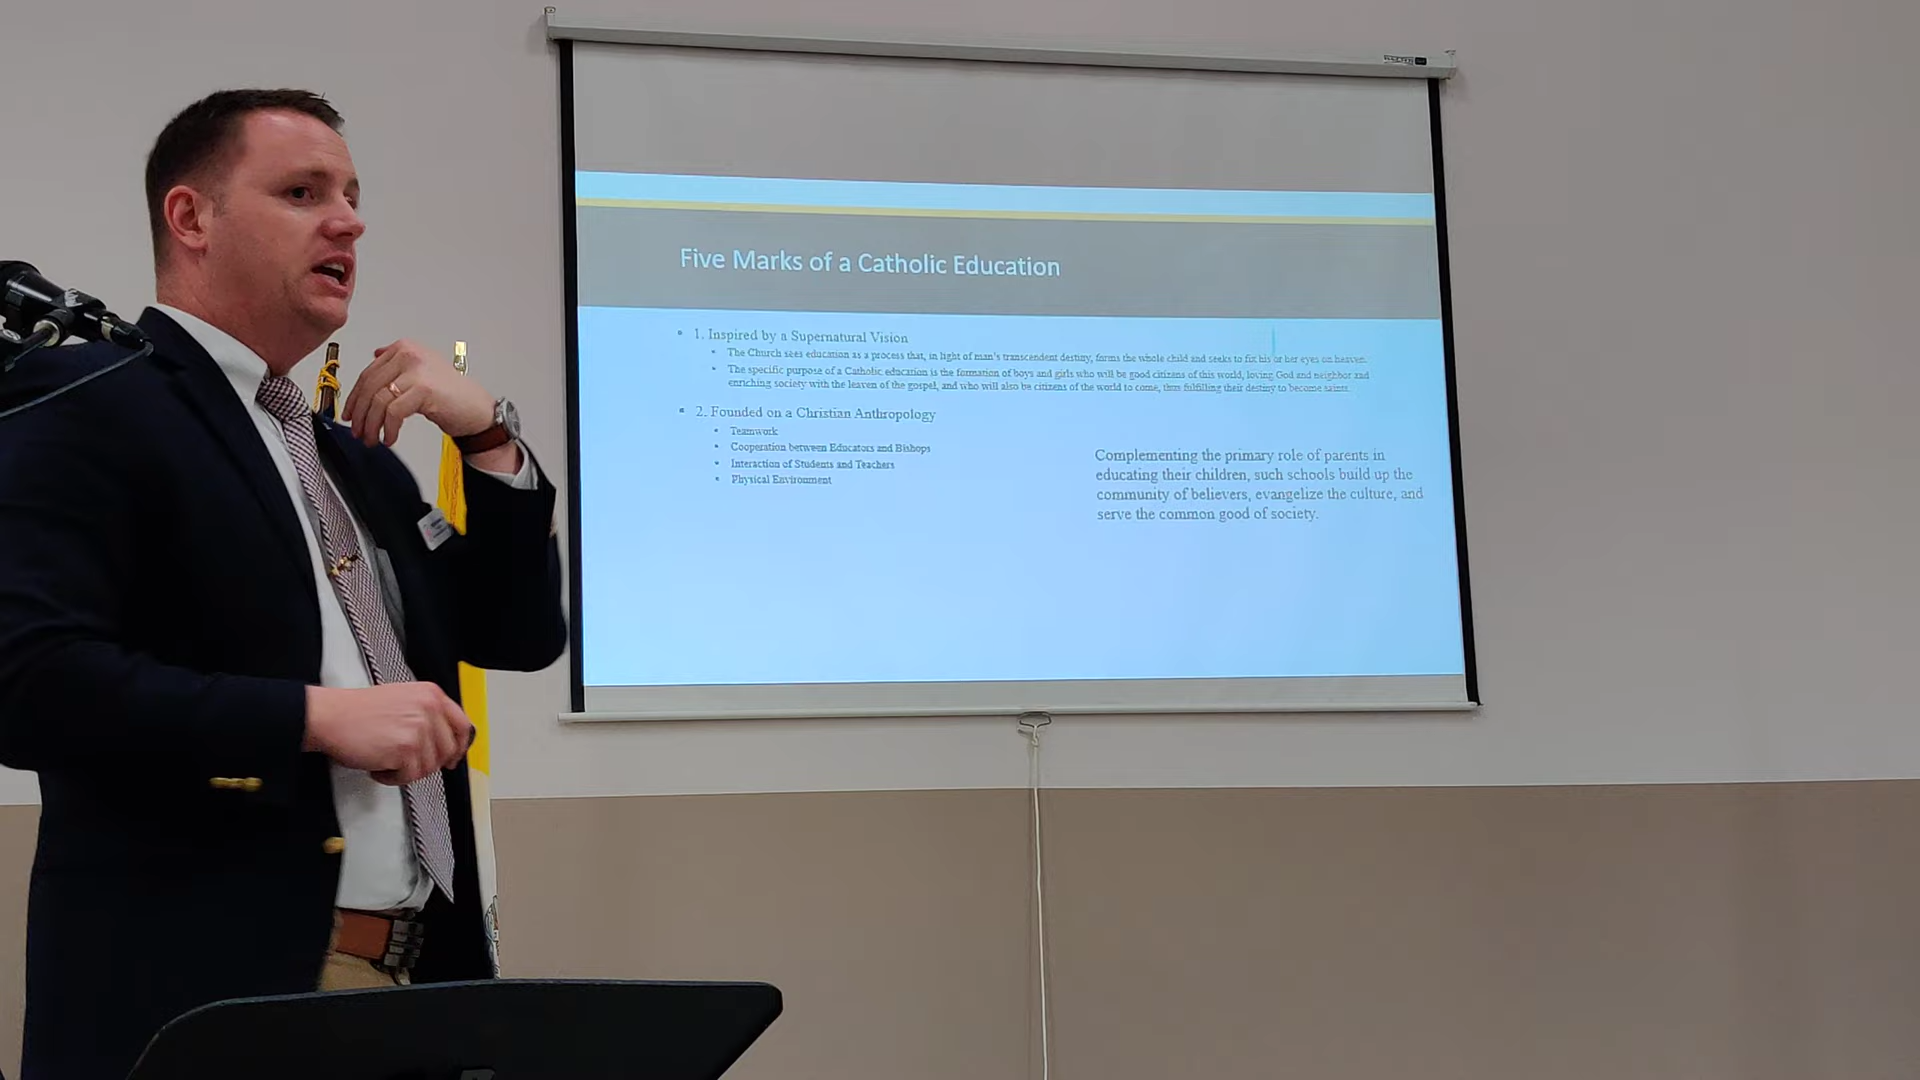 Five Marks of a Catholic Education
1. Inspired by a Supernatural Vision
The Church sees education as a process that, in light of man's transcendent destiny, forms the whole child and seeks to fix his or her eyes on heaven.
The specific purpose of a Catholic education is the formation of boys and girls who will be good citizens of this world, loving God and neighbor and
enriching society with the leaven of the gospel, and who will also be citizens of the world to come, thus fulfilling their destiny to become saints.
2. Founded on a Christian Anthropology
Teamwork
Cooperation between Educators and Bishops
Interaction of Students and Teachers
Physical Environment
Complementing the primary role of parents in
educating their children, such schools build up the
community of believers, evangelize the culture, and
serve the common good of society.